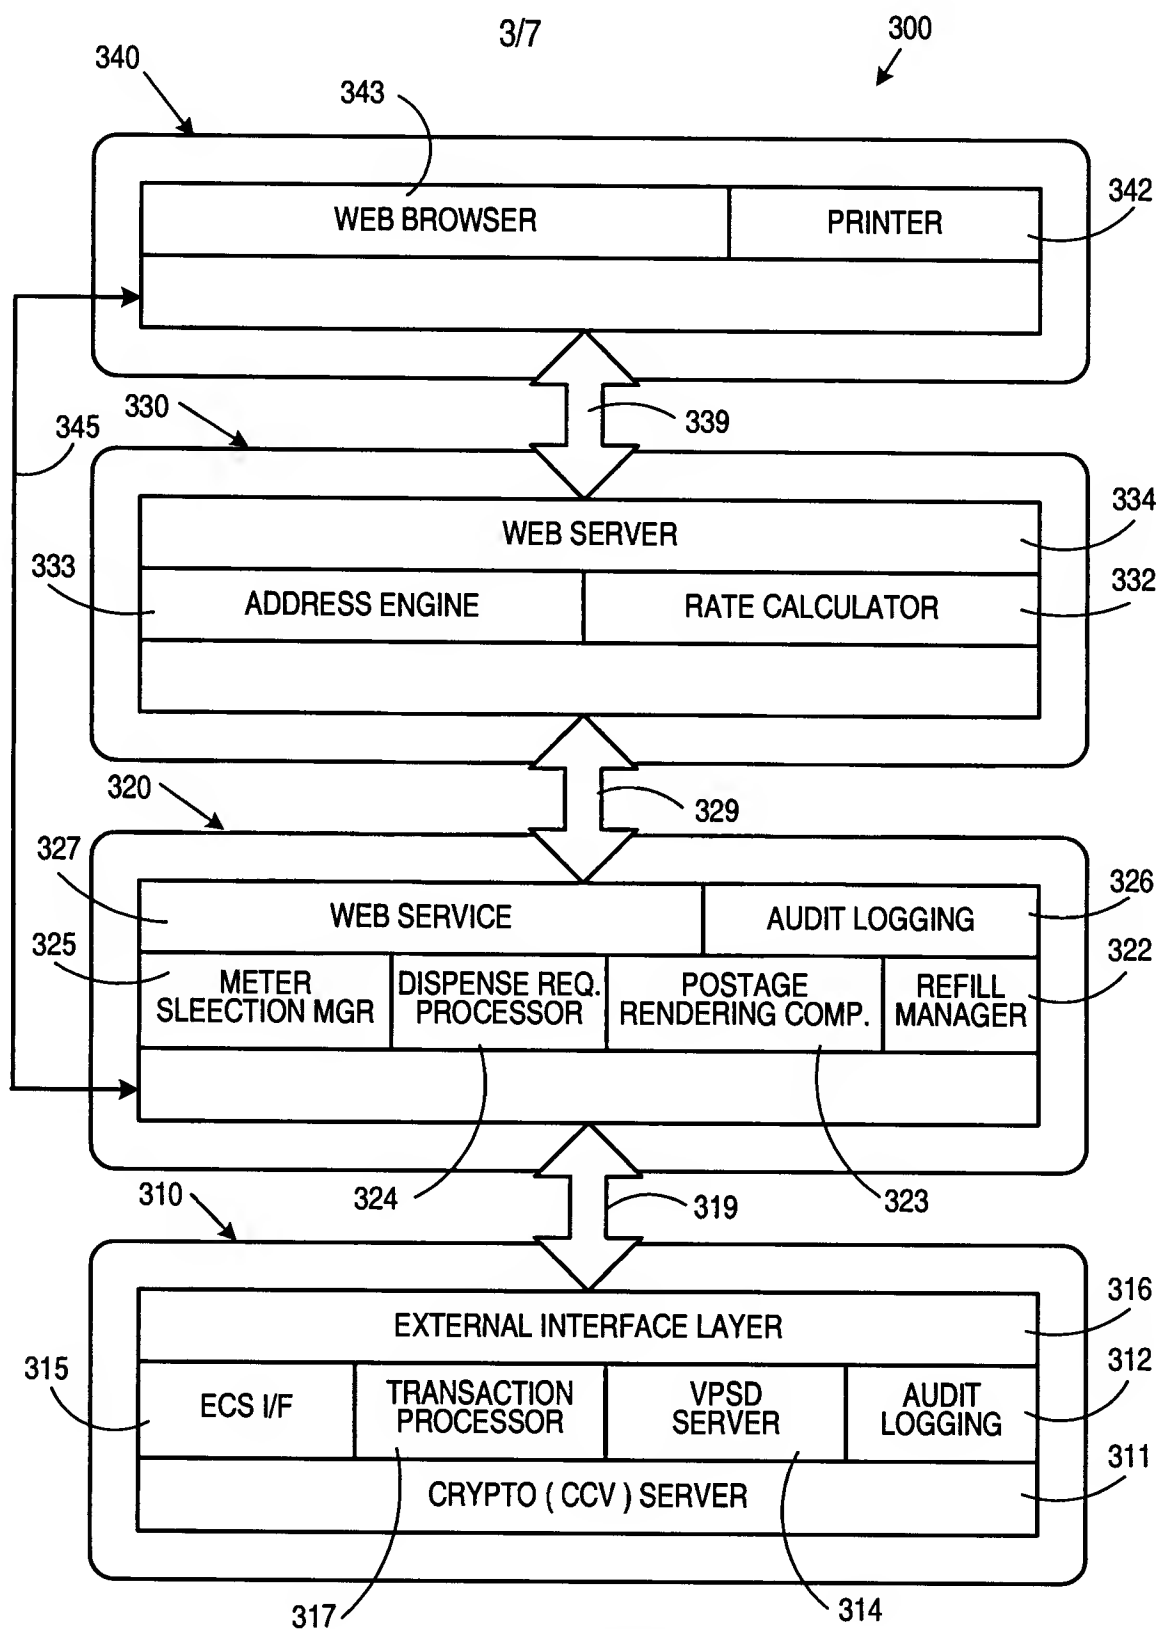 3/7
300
340
343
WEB BROWSER
PRINTER
342
330
339
345
WEB SERVER
334
333
ADDRESS ENGINE
RATE CALCULATOR
332
320
329
327
WEB SERVICE
AUDIT LOGGING
326
325
METER
SLEECTION MGR
DISPENSE REQ.
PROCESSOR
POSTAGE
RENDERING COMP.
REFILL
MANAGER
322
310
324
319
323
EXTERNAL INTERFACE LAYER
316
315
ECS I/F
TRANSACTION
PROCESSOR
VPSD
SERVER
AUDIT
LOGGING
312
CRYPTO ( CCV ) SERVER
311
317
314